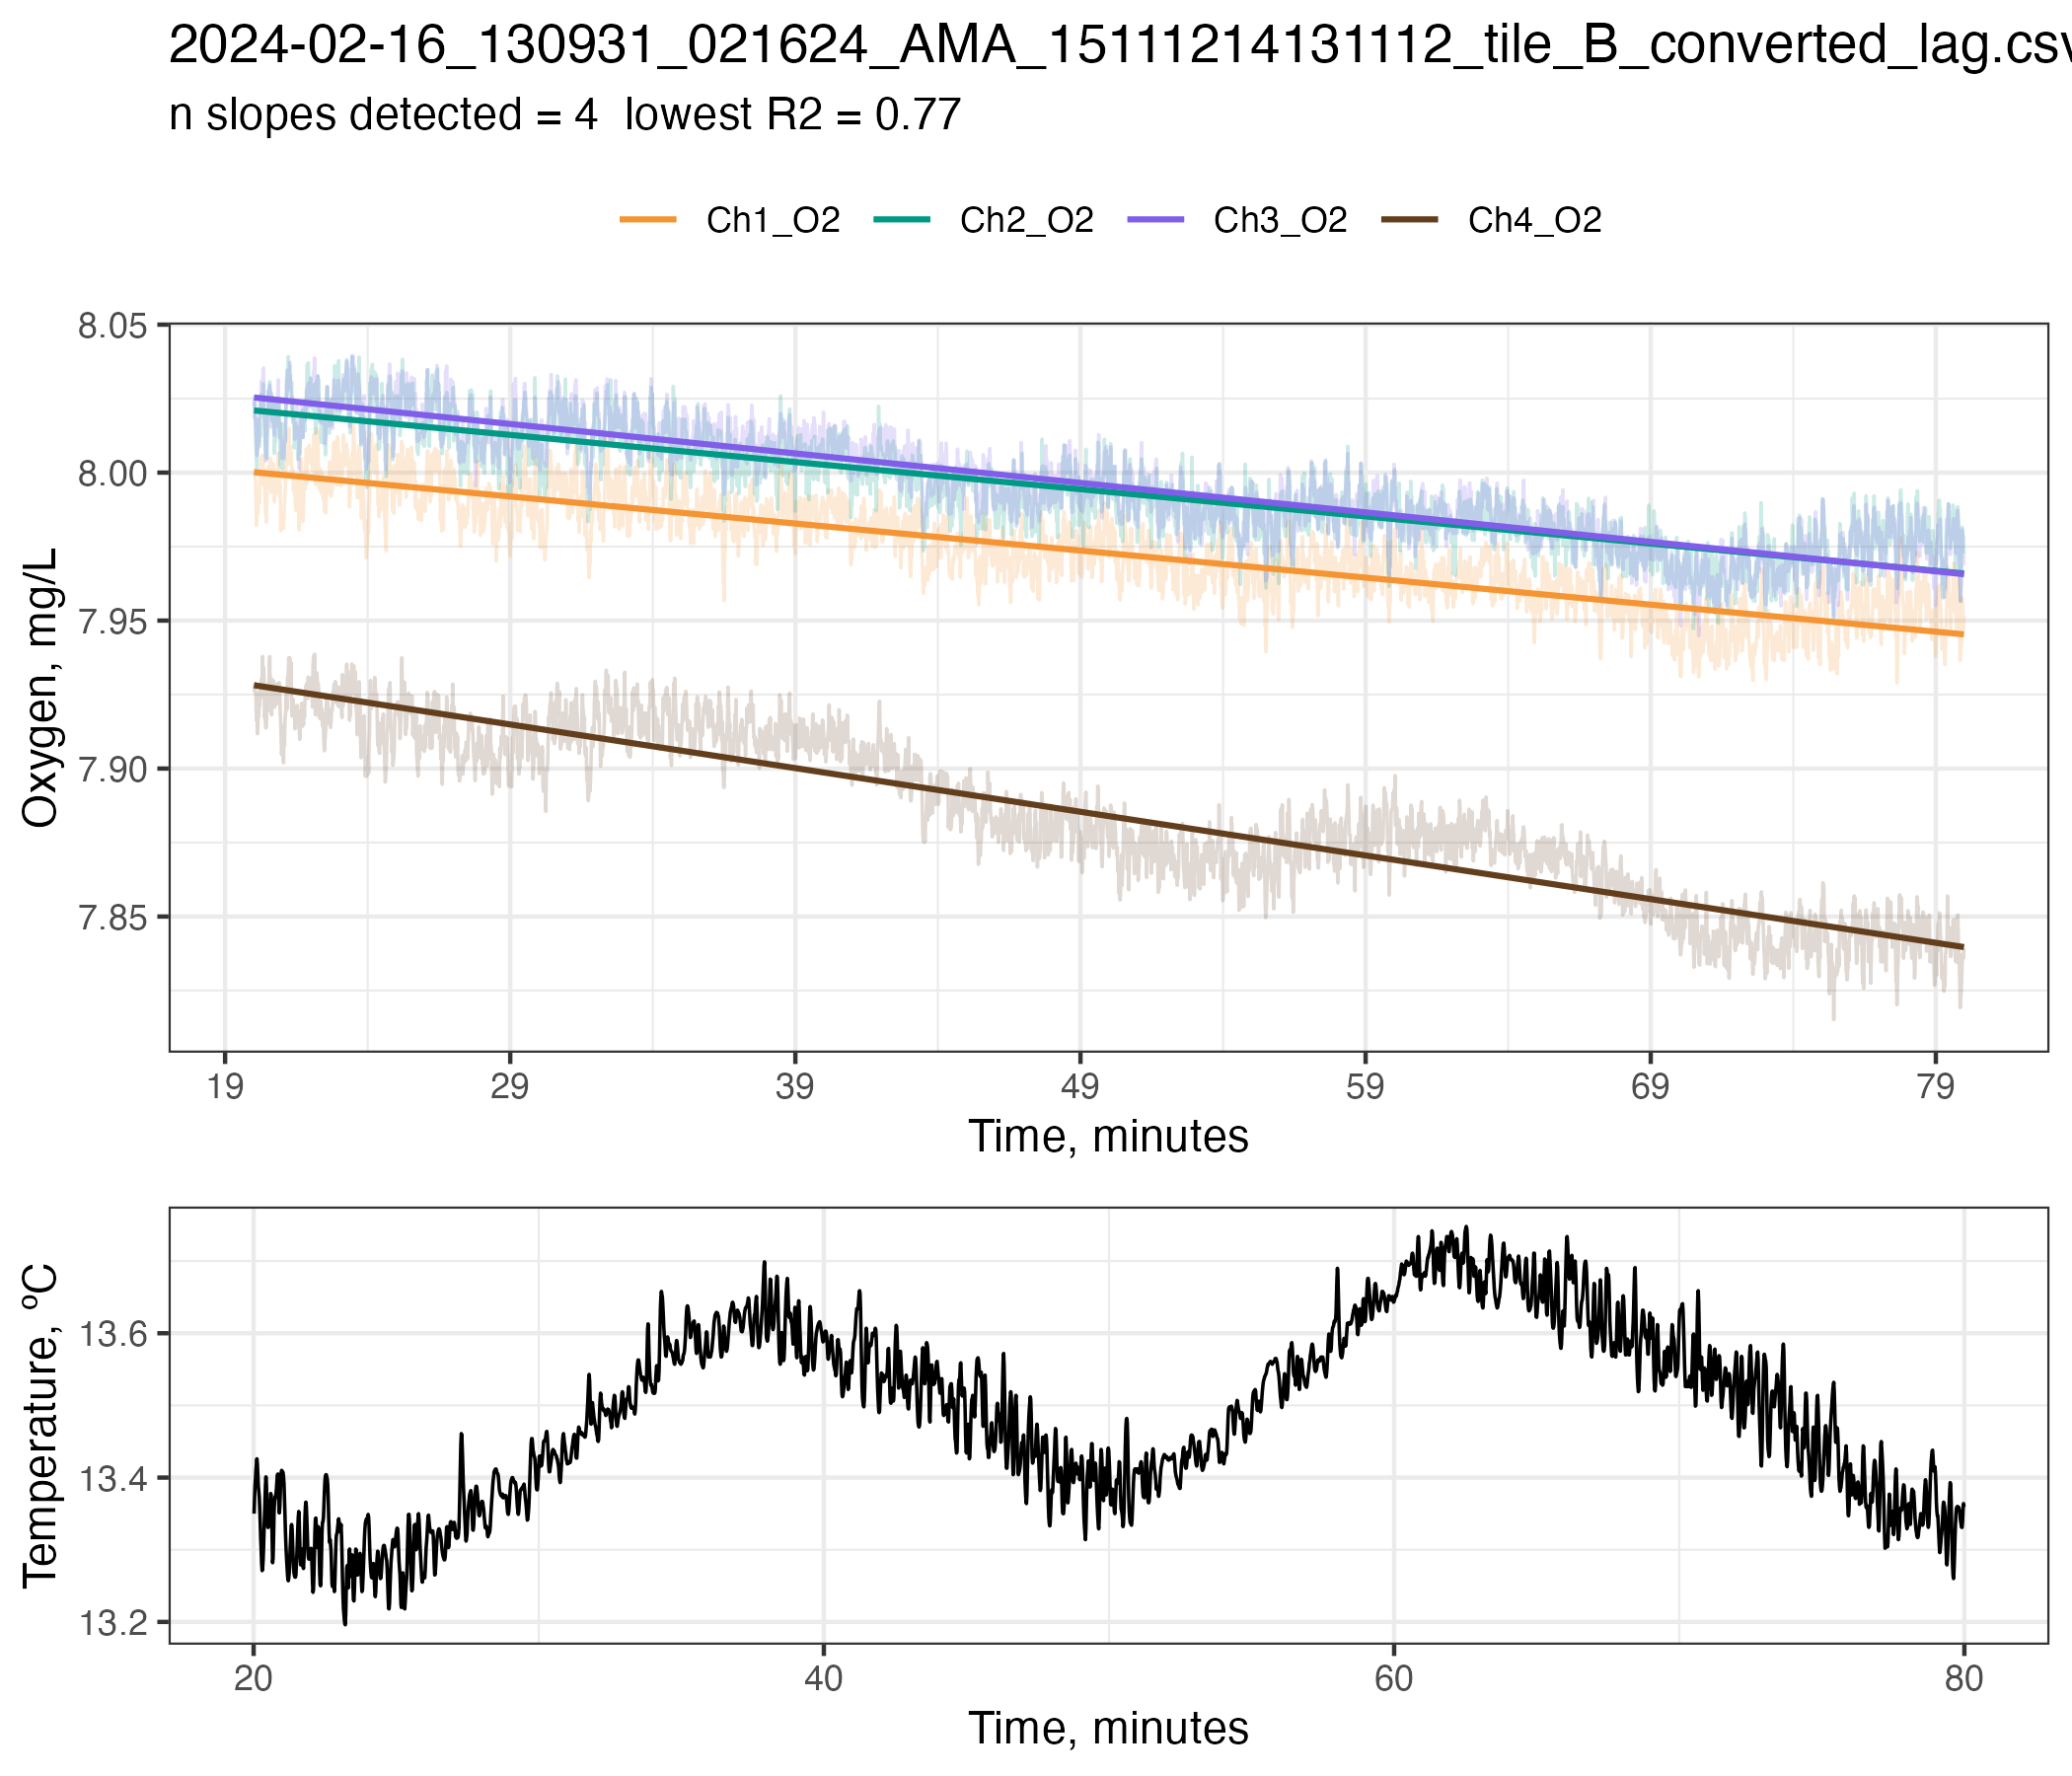 2024-02-16_130931_021624_AMA_15111214131112_tile_B_converted_lag.csv
n slopes detected = 4  lowest R2 = 0.77
Ch1_O2 Ch2_O2 Ch3_O2 Ch4_O2
8.05
8.00
7.95
7.90
7.85
Oxygen, mg/L
19 29 39 49 59 69 79
Time, minutes
13.6
13.4
13.2
Temperature, ºC
20 40 60 80
Time, minutes